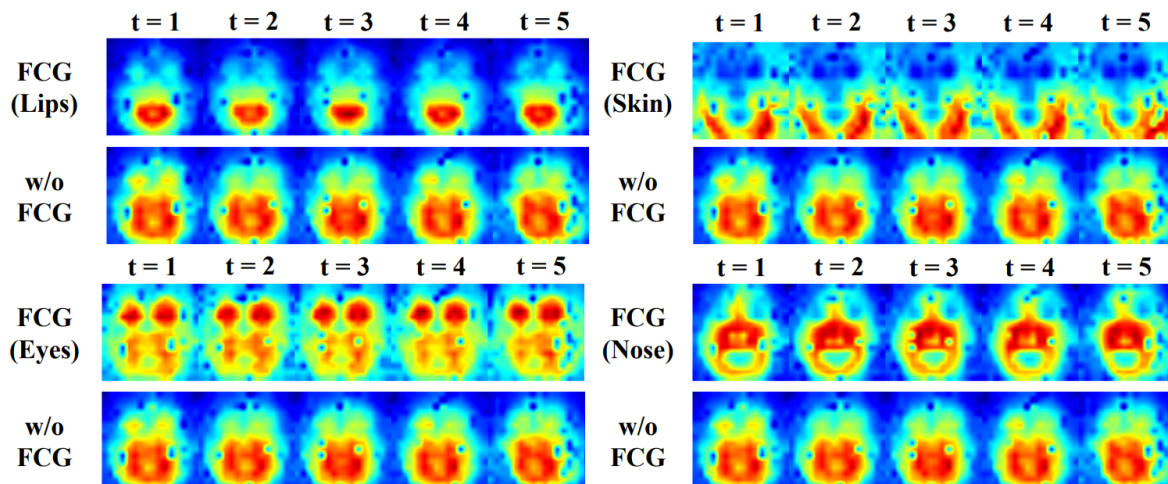 t = 1 t = 2 t = 3 t = 4 t = 5
FCG
(Lips)
w/o
FCG
t = 1 t = 2 t = 3 t = 4 t = 5
FCG
(Skin)
w/o
FCG
t = 1 t = 2 t = 3 t = 4 t = 5
FCG
(Eyes)
w/o
FCG
t = 1 t = 2 t = 3 t = 4 t = 5
FCG
(Nose)
w/o
FCG